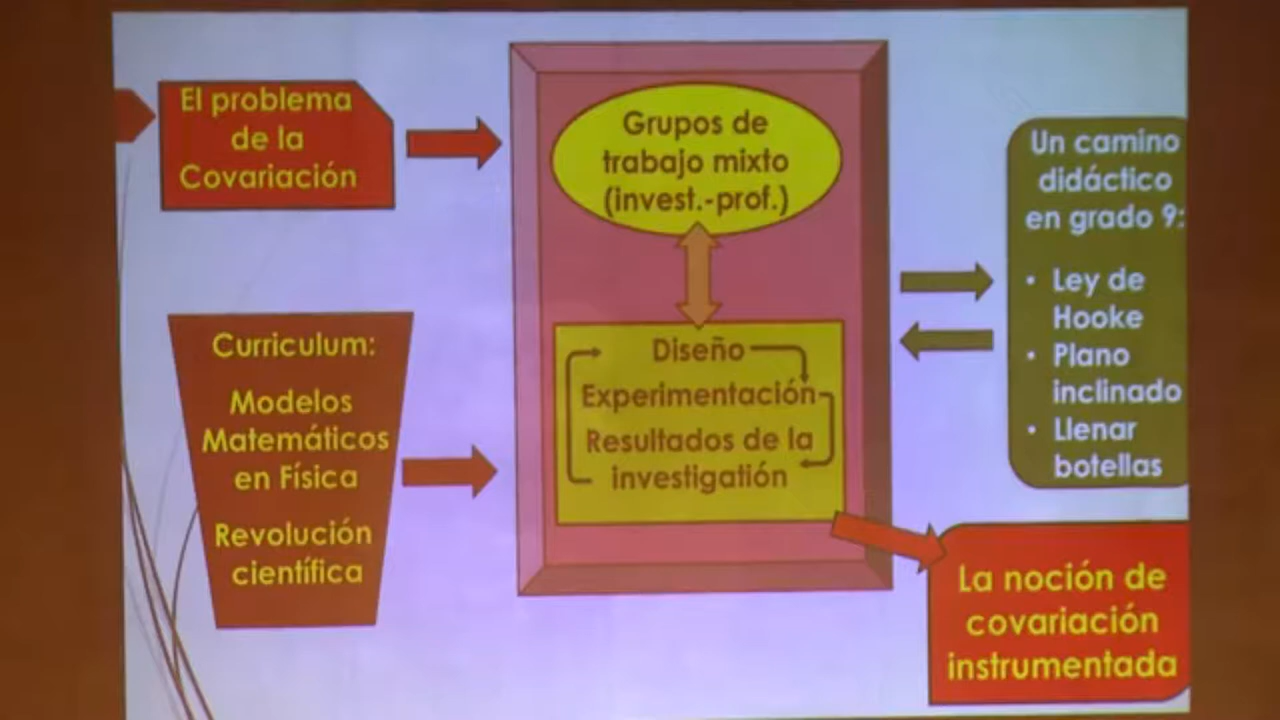 El problema
de la
Covariación
Curriculum:
Modelos
Matemáticos
en Física
Revolución
científica
Grupos de
trabajo mixto
(invest.-prof.)
Diseño
Experimentación
Resultados de la
investigatión
Un camino
didáctico
en grado 9:
• Ley de
Hooke
• Plano
inclinado
• Llenar
botellas
La noción de
covariación
instrumentada